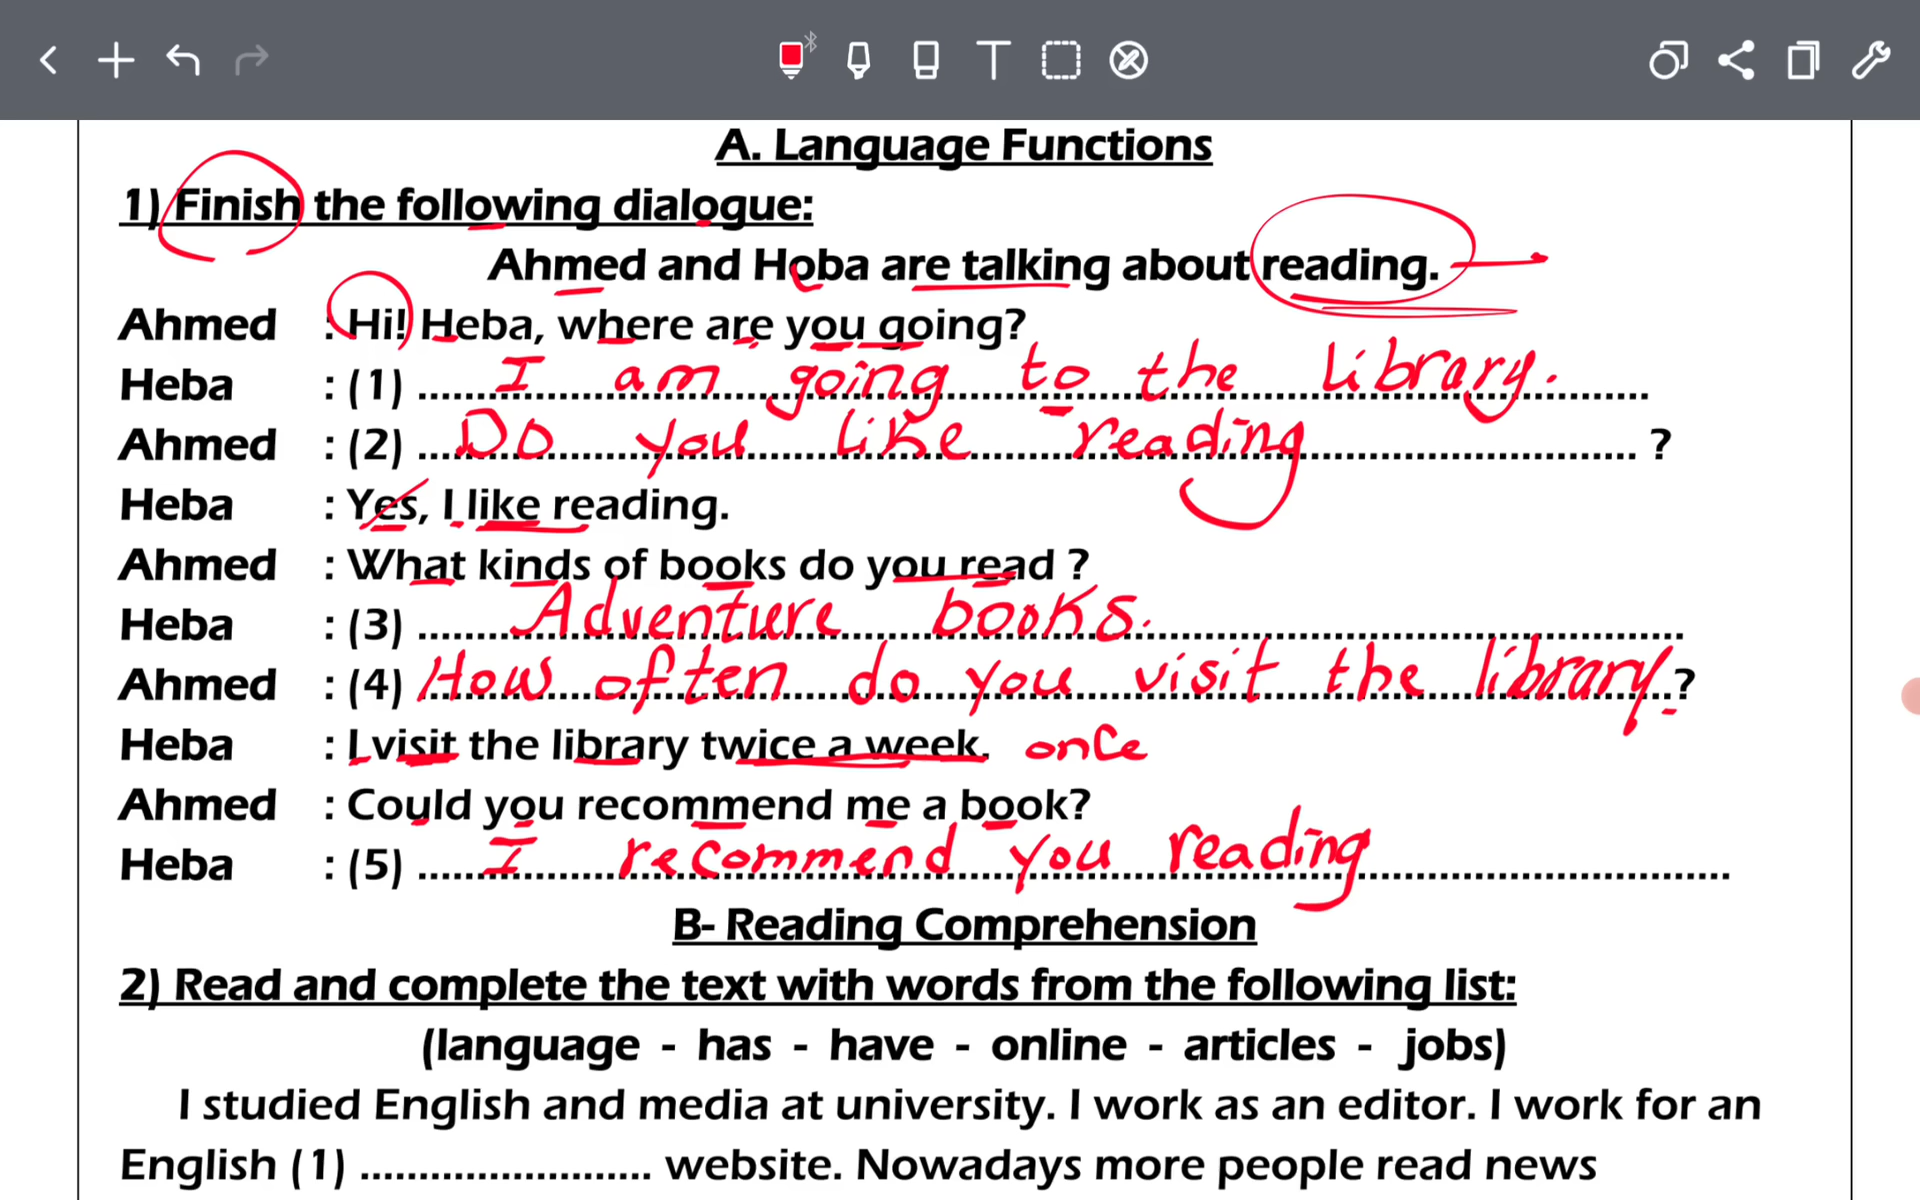 A. Language Functions
1) Finish the following dialogue:
Ahmed and Hoba are talking about reading.
Ahmed : Hi! Heba, where are you going?
Heba : (1) I am going to the library.
Ahmed : (2) Do you like reading ?
Heba : Yes, I like reading.
Ahmed : What kinds of books do you read ?
Heba : (3) Adventure books.
Ahmed : (4) How often do you visit the library ?
Heba : I visit the library twice a week. once
Ahmed : Could you recommend me a book?
Heba : (5) I recommend you reading
B- Reading Comprehension
2) Read and complete the text with words from the following list:
(language - has - have - online - articles - jobs)
I studied English and media at university. I work as an editor. I work for an
English (1) ........................ website. Nowadays more people read news